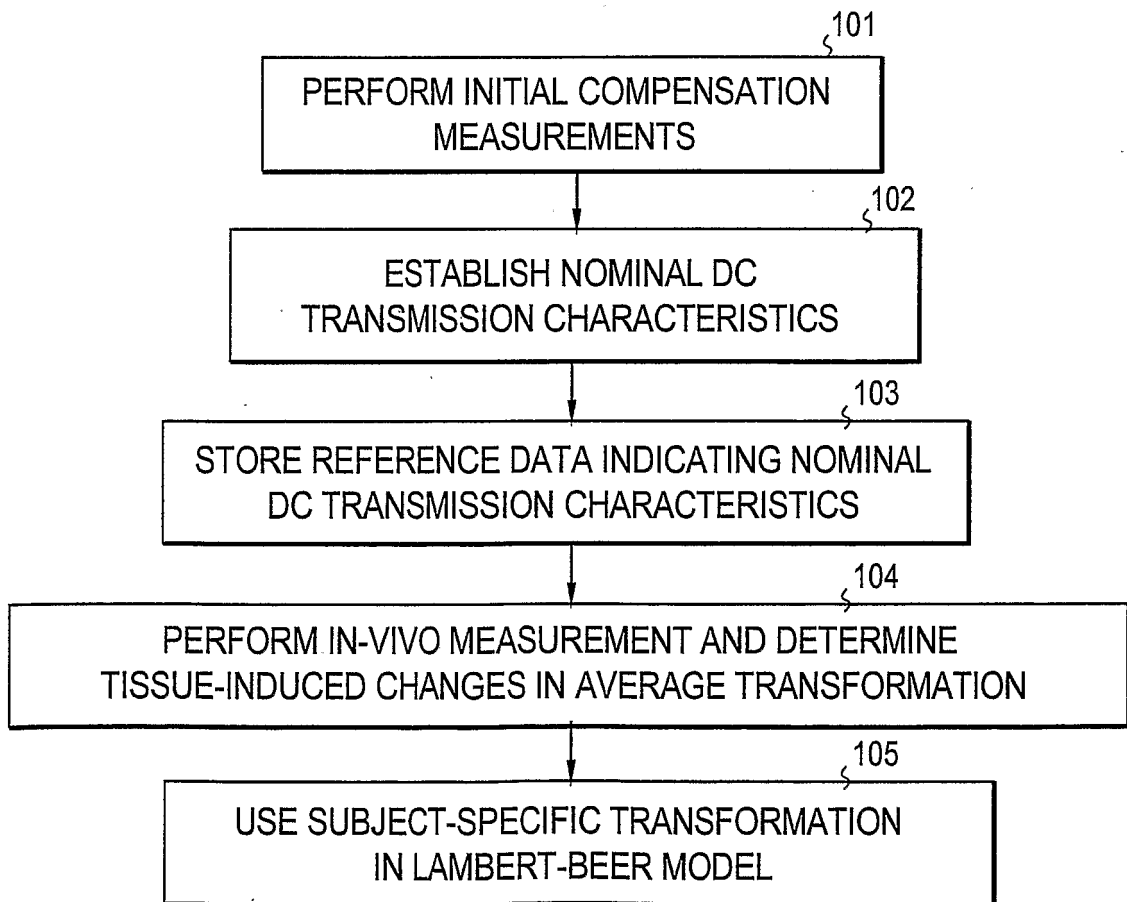 101
PERFORM INITIAL COMPENSATION
MEASUREMENTS
102
ESTABLISH NOMINAL DC
TRANSMISSION CHARACTERISTICS
103
STORE REFERENCE DATA INDICATING NOMINAL
DC TRANSMISSION CHARACTERISTICS
104
PERFORM IN-VIVO MEASUREMENT AND DETERMINE
TISSUE-INDUCED CHANGES IN AVERAGE TRANSFORMATION
105
USE SUBJECT-SPECIFIC TRANSFORMATION
IN LAMBERT-BEER MODEL